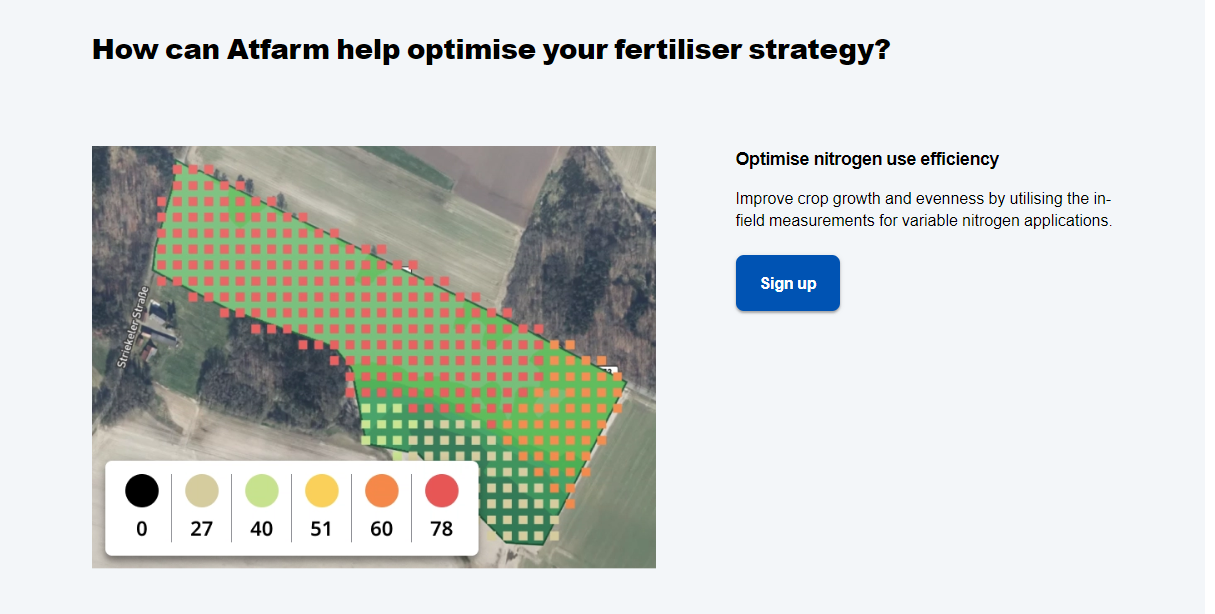 How can Atfarm help optimise your fertiliser strategy?
Optimise nitrogen use efficiency
Improve crop growth and evenness by utilising the in-
field measurements for variable nitrogen applications.
Sign up
Striekeler Straße
0 27 40 51 60 78